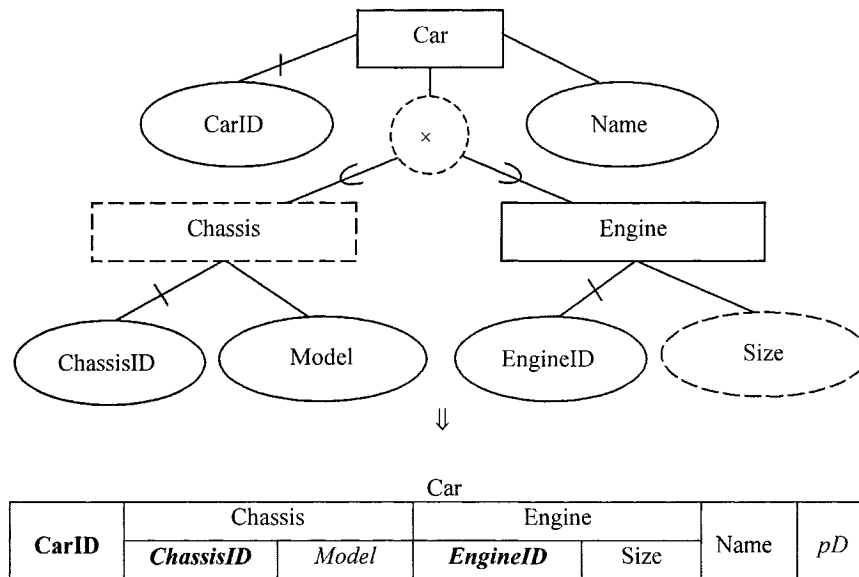 Car
CarID
×
Name
Chassis
Engine
ChassisID
Model
EngineID
Size
⇓
Car
CarID Chassis Engine Name pD
ChassisID Model EngineID Size